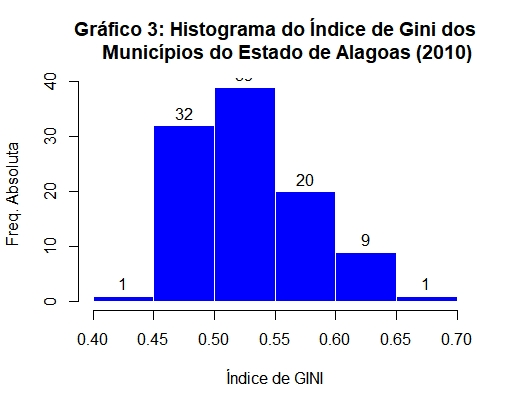 Gráfico 3: Histograma do Índice de Gini dos
Municípios do Estado de Alagoas (2010)
40
30
20
10
0
Freq. Absoluta
1
32
20
9
1
0.40 0.45 0.50 0.55 0.60 0.65 0.70
Índice de GINI